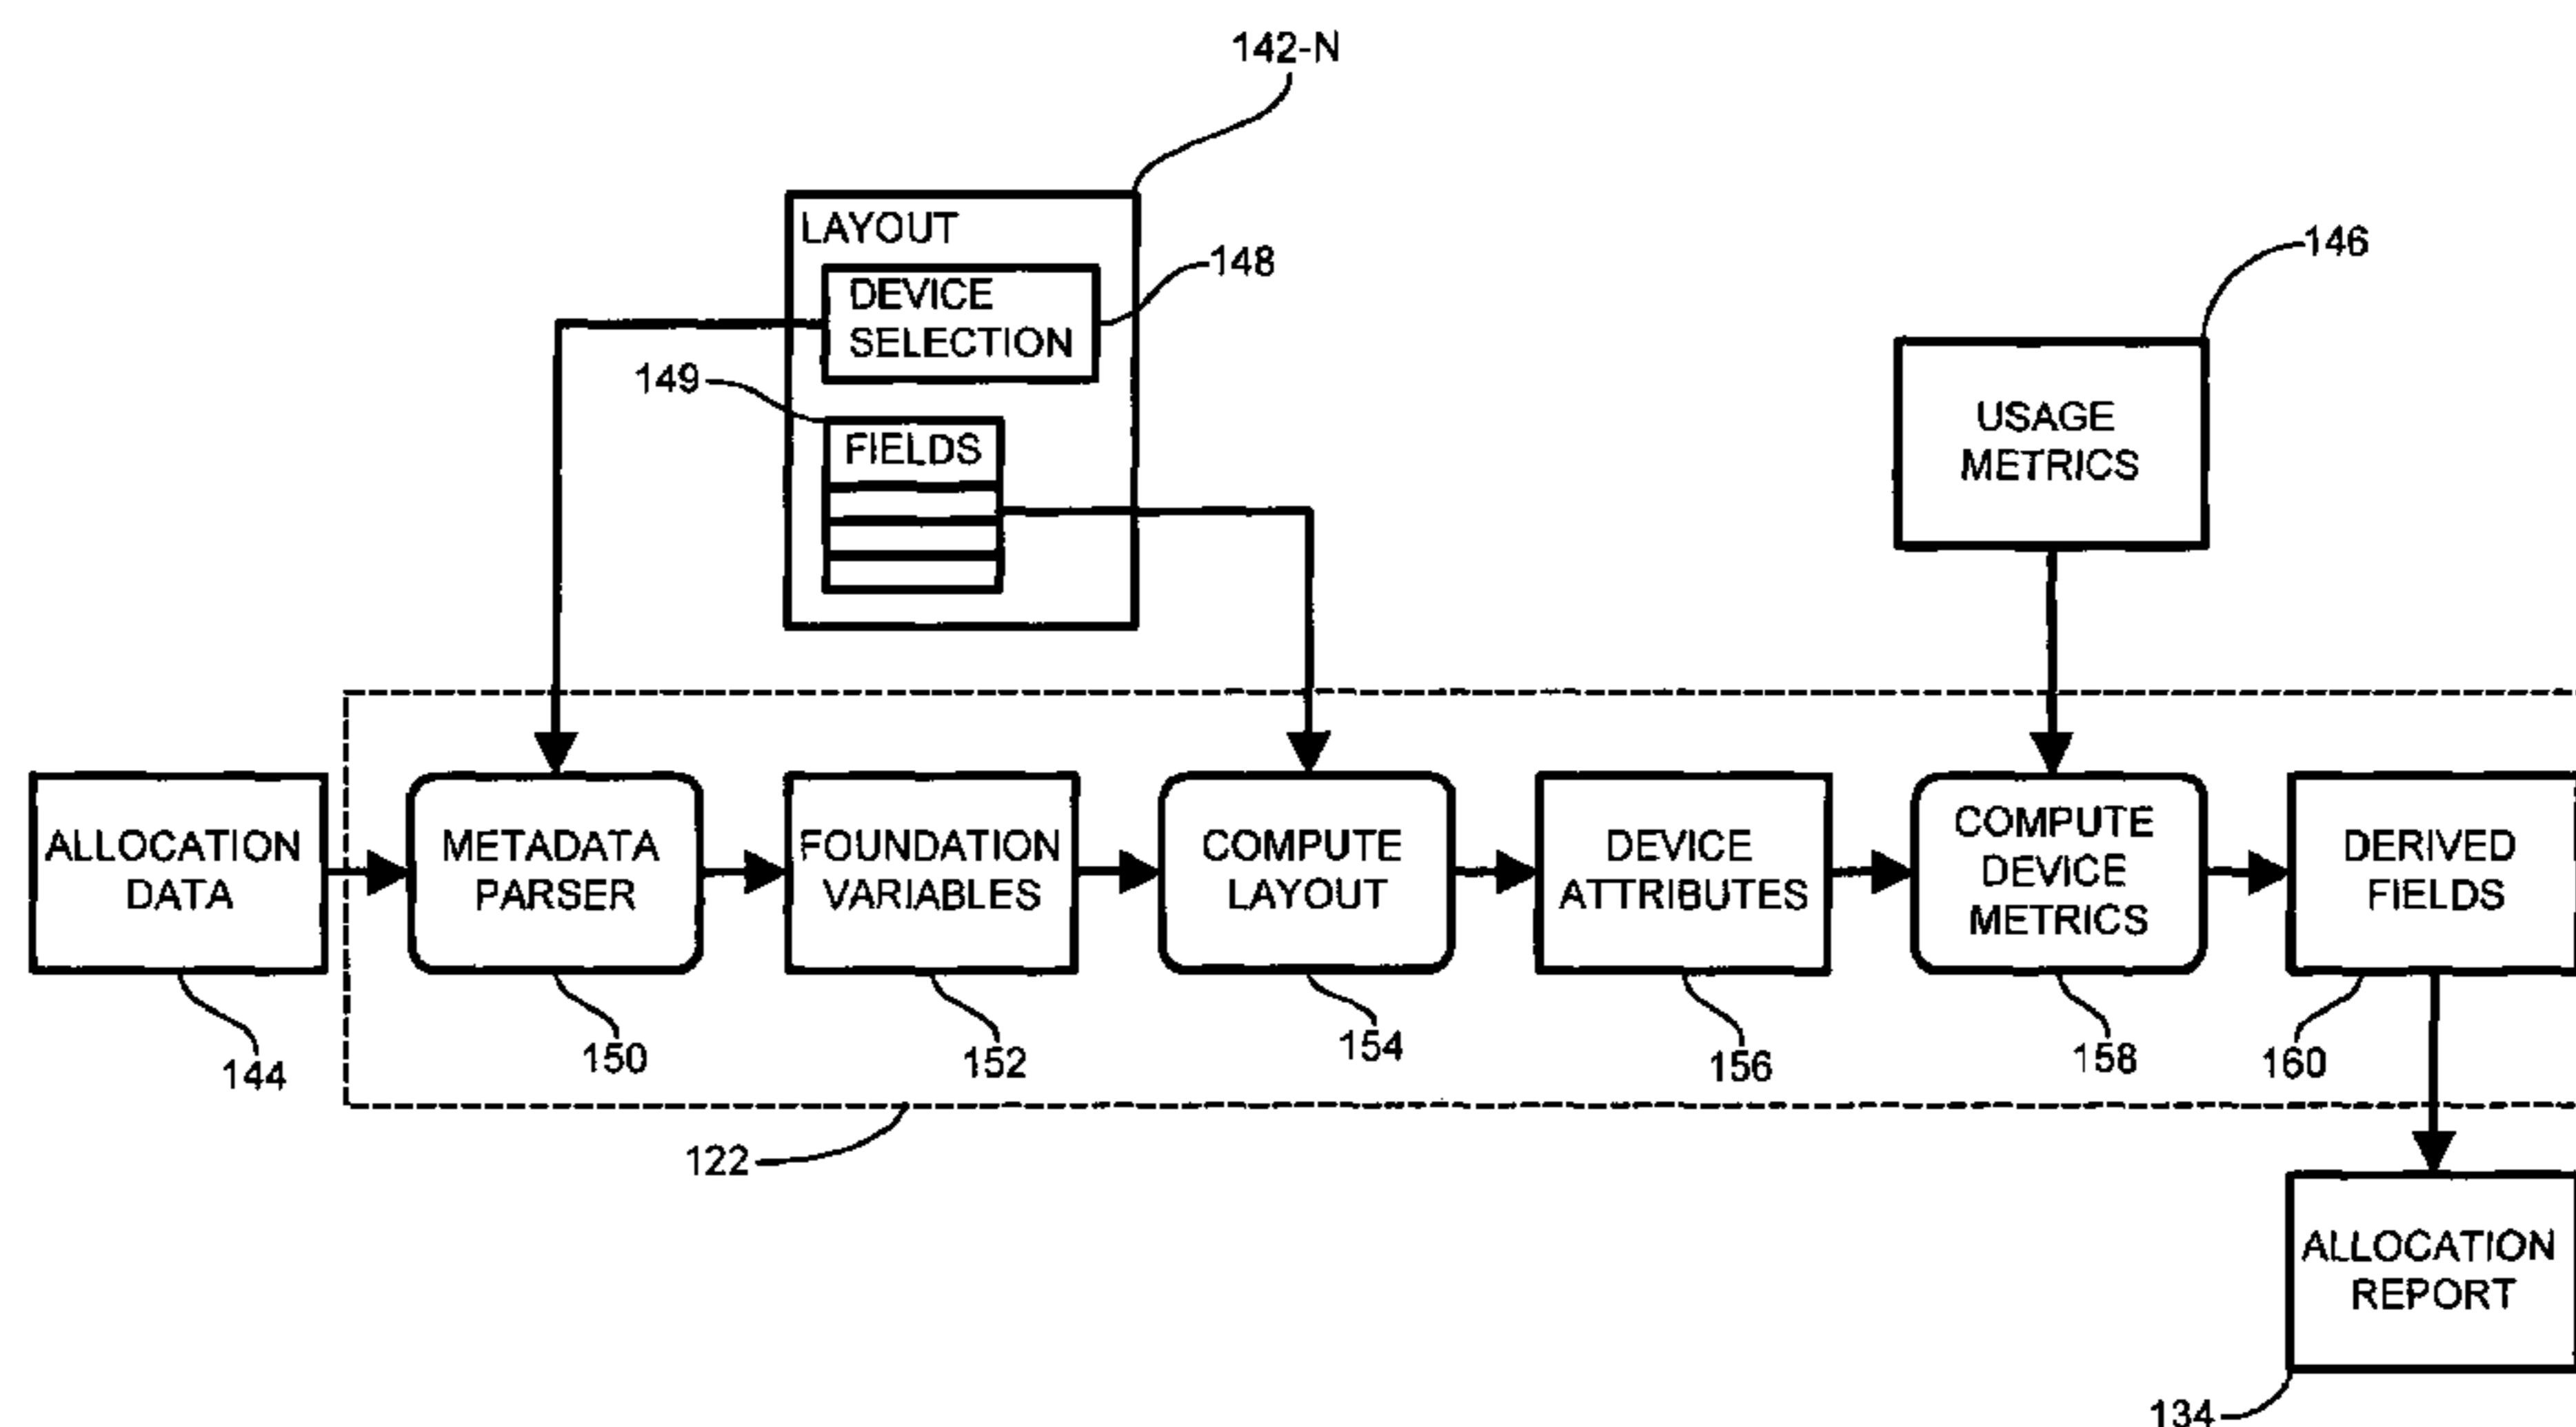 142-N
LAYOUT
148
146
DEVICE
SELECTION
149
FIELDS
USAGE
METRICS
ALLOCATION
DATA
METADATA
PARSER
FOUNDATION
VARIABLES
COMPUTE
LAYOUT
DEVICE
ATTRIBUTES
COMPUTE
DEVICE
METRICS
DERIVED
FIELDS
144
150
152
154
156
158
160
122
ALLOCATION
REPORT
134